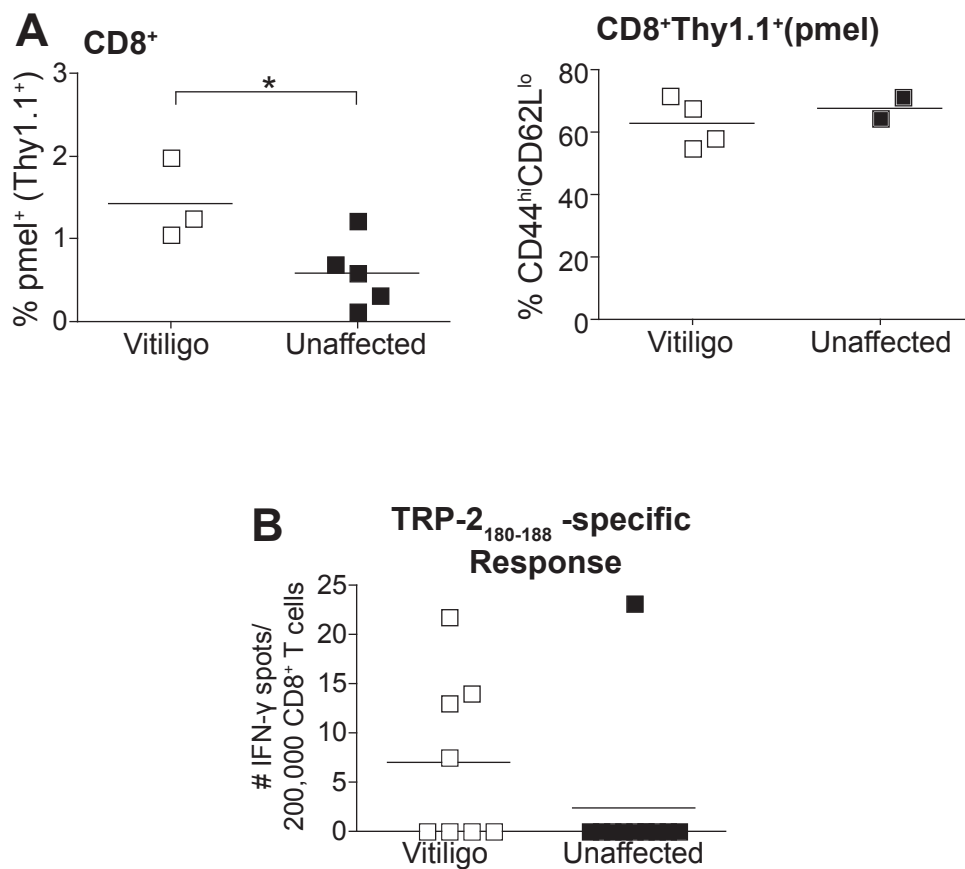 A
CD8⁺
% pmel⁺ (Thy1.1⁺)
3
2
1
0
*
Vitiligo
Unaffected
CD8⁺Thy1.1⁺(pmel)
% CD44ʰⁱCD62Lˡᵒ
80
60
40
20
0
Vitiligo
Unaffected
B
TRP-2₁₈₀₋₁₈₈ -specific
Response
# IFN-γ spots/
200,000 CD8⁺ T cells
25
20
15
10
5
0
Vitiligo
Unaffected